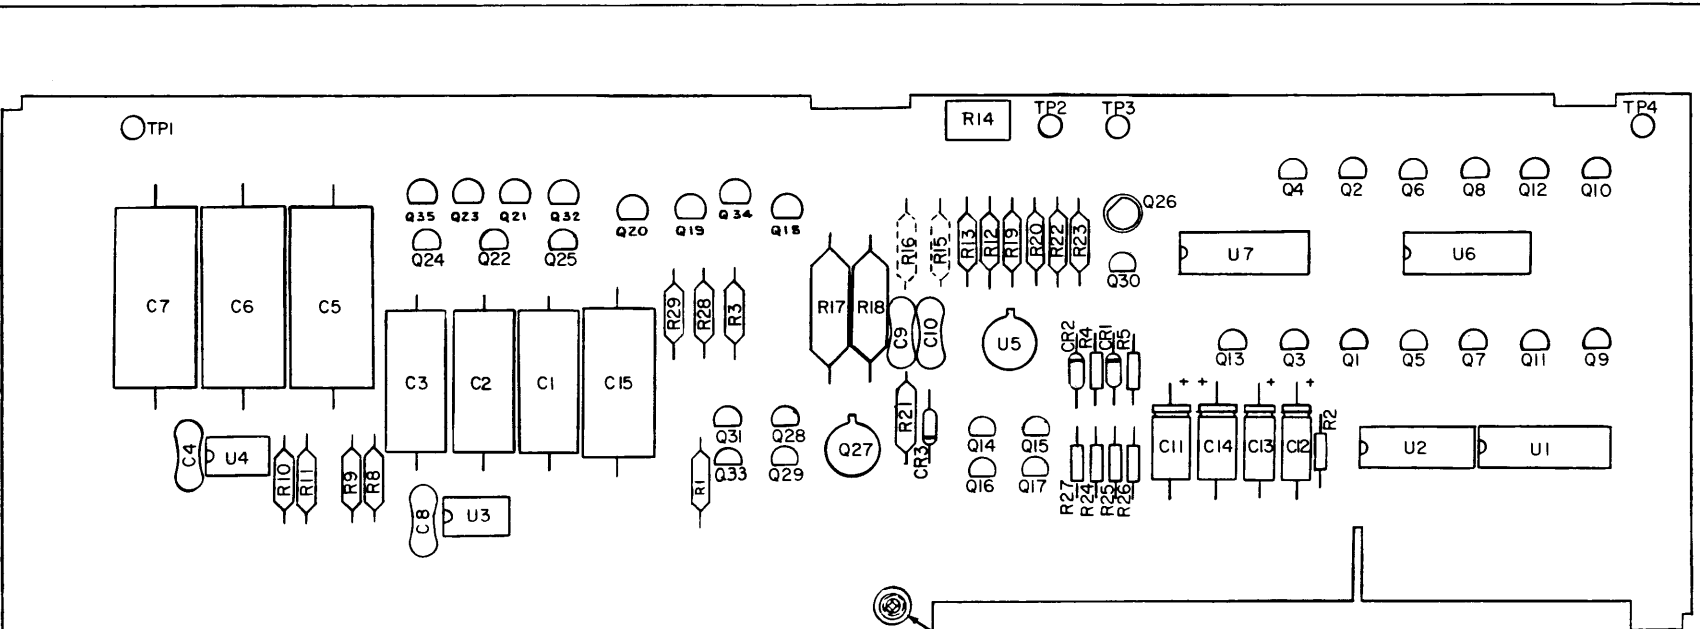 R14
TP2
TP3
TP4
TP1
Q4
Q2
Q6
Q8
Q12
Q10
Q35
Q23
Q21
Q32
Q20
Q19
Q34
Q18
Q26
Q24
Q22
Q25
R16
R15
R13
R12
R19
R20
R22
R23
Q30
U7
U6
C7
C6
C5
R29
R28
R3
R17
R18
C9
C10
U5
CR2
R4
CR1
R5
Q13
Q3
Q1
Q5
Q7
Q11
Q9
C3
C2
C1
C15
+
+
+
+
R21
CR3
R2
Q31
Q28
Q27
Q14
Q15
C11
C14
C13
C12
U2
U1
C4
U4
R10
R11
R9
R8
R1
Q33
Q29
Q16
Q17
R27
R24
R25
R26
C8
U3